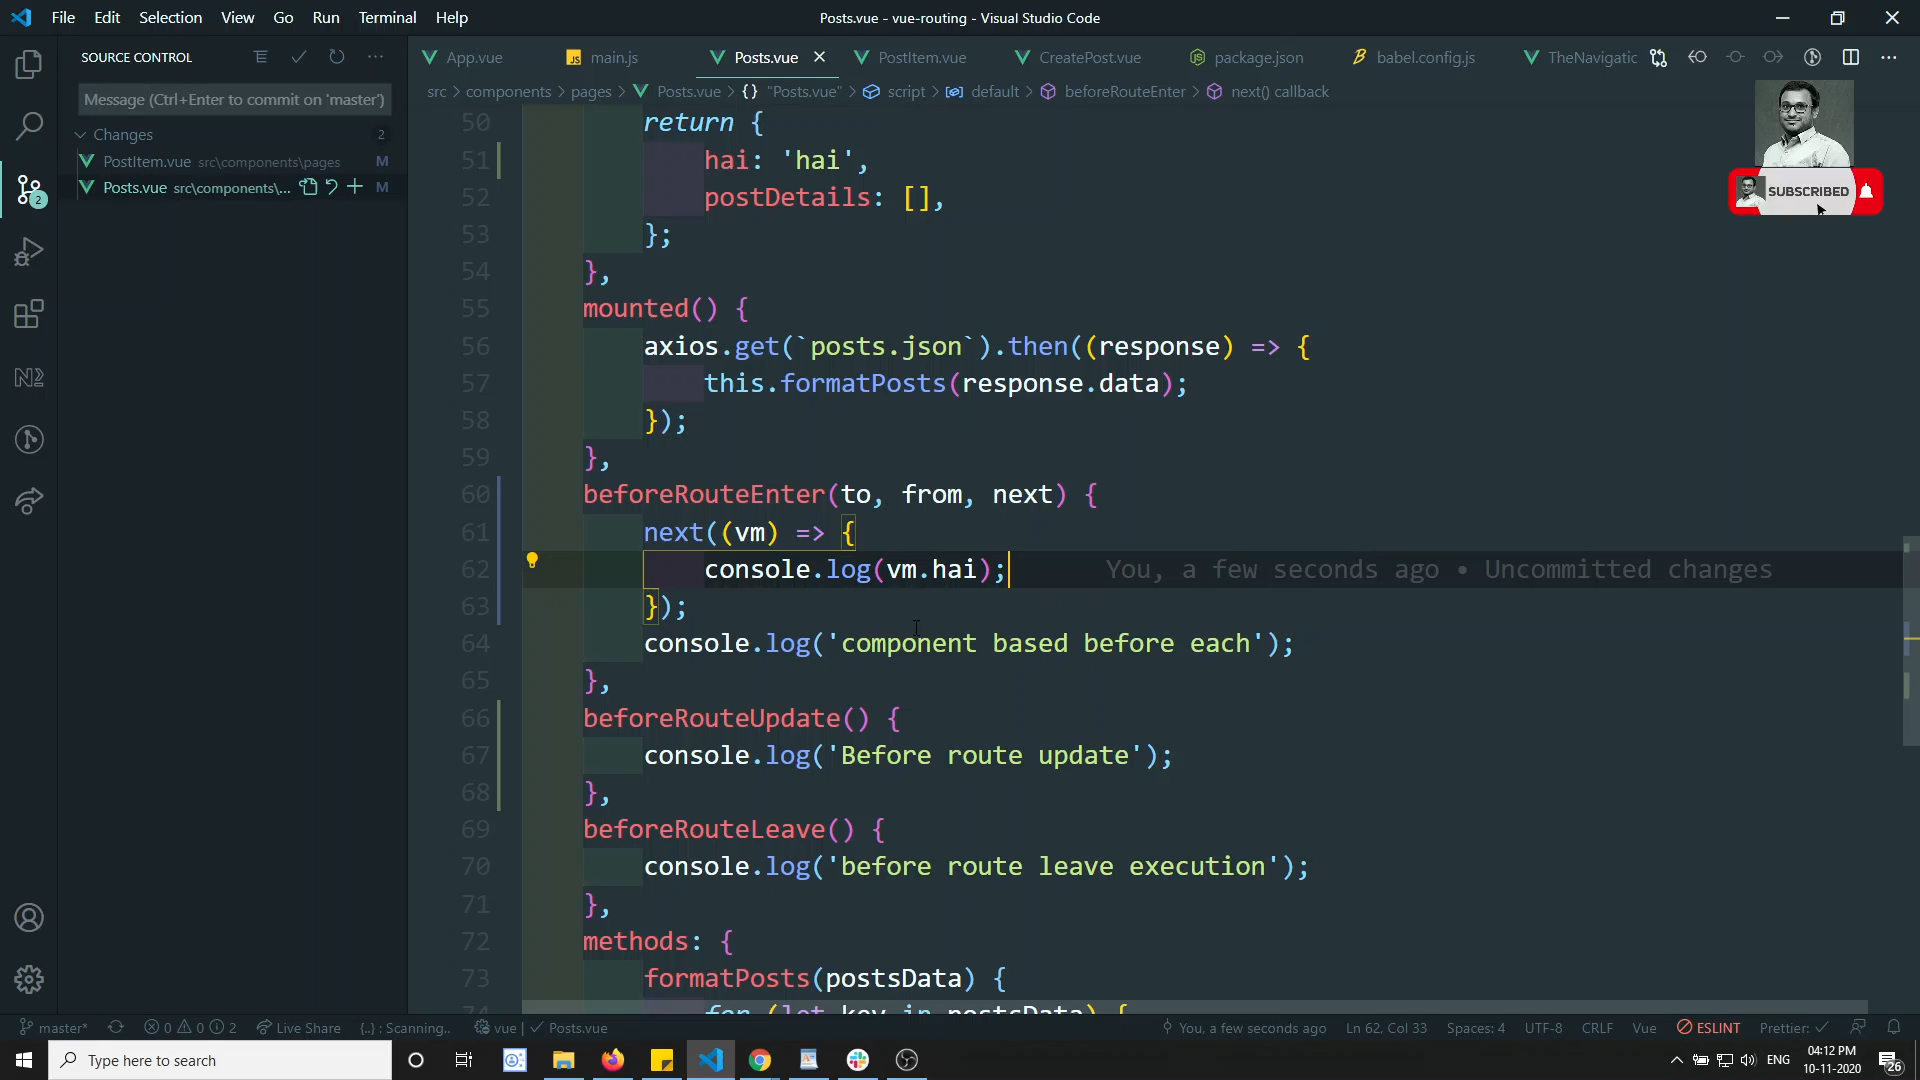 File Edit Selection View Go Run Terminal Help
Posts.vue - vue-routing - Visual Studio Code
SOURCE CONTROL
Message (Ctrl+Enter to commit on 'master')
Changes 2
PostItem.vue src\components\pages M
Posts.vue src\components\... M
2
App.vue JS main.js Posts.vue PostItem.vue CreatePost.vue package.json babel.config.js TheNavigatic
src > components > pages > Posts.vue > {} "Posts.vue" > script > default > beforeRouteEnter > next() callback
50 return {
51 hai: 'hai',
52 postDetails: [],
53 };
54 },
55 mounted() {
56 axios.get(`posts.json`).then((response) => {
57 this.formatPosts(response.data);
58 });
59 },
60 beforeRouteEnter(to, from, next) {
61 next((vm) => {
62 console.log(vm.hai); You, a few seconds ago • Uncommitted changes
63 });
64 console.log('component based before each');
65 },
66 beforeRouteUpdate() {
67 console.log('Before route update');
68 },
69 beforeRouteLeave() {
70 console.log('before route leave execution');
71 },
72 methods: {
73 formatPosts(postsData) {
74 for (let key in postsData) {
SUBSCRIBED
master* 0 0 2 Live Share {..} : Scanning.. vue | Posts.vue You, a few seconds ago Ln 62, Col 33 Spaces: 4 UTF-8 CRLF Vue ESLINT Prettier: ✓
Type here to search
ENG
04:12 PM
10-11-2020
26